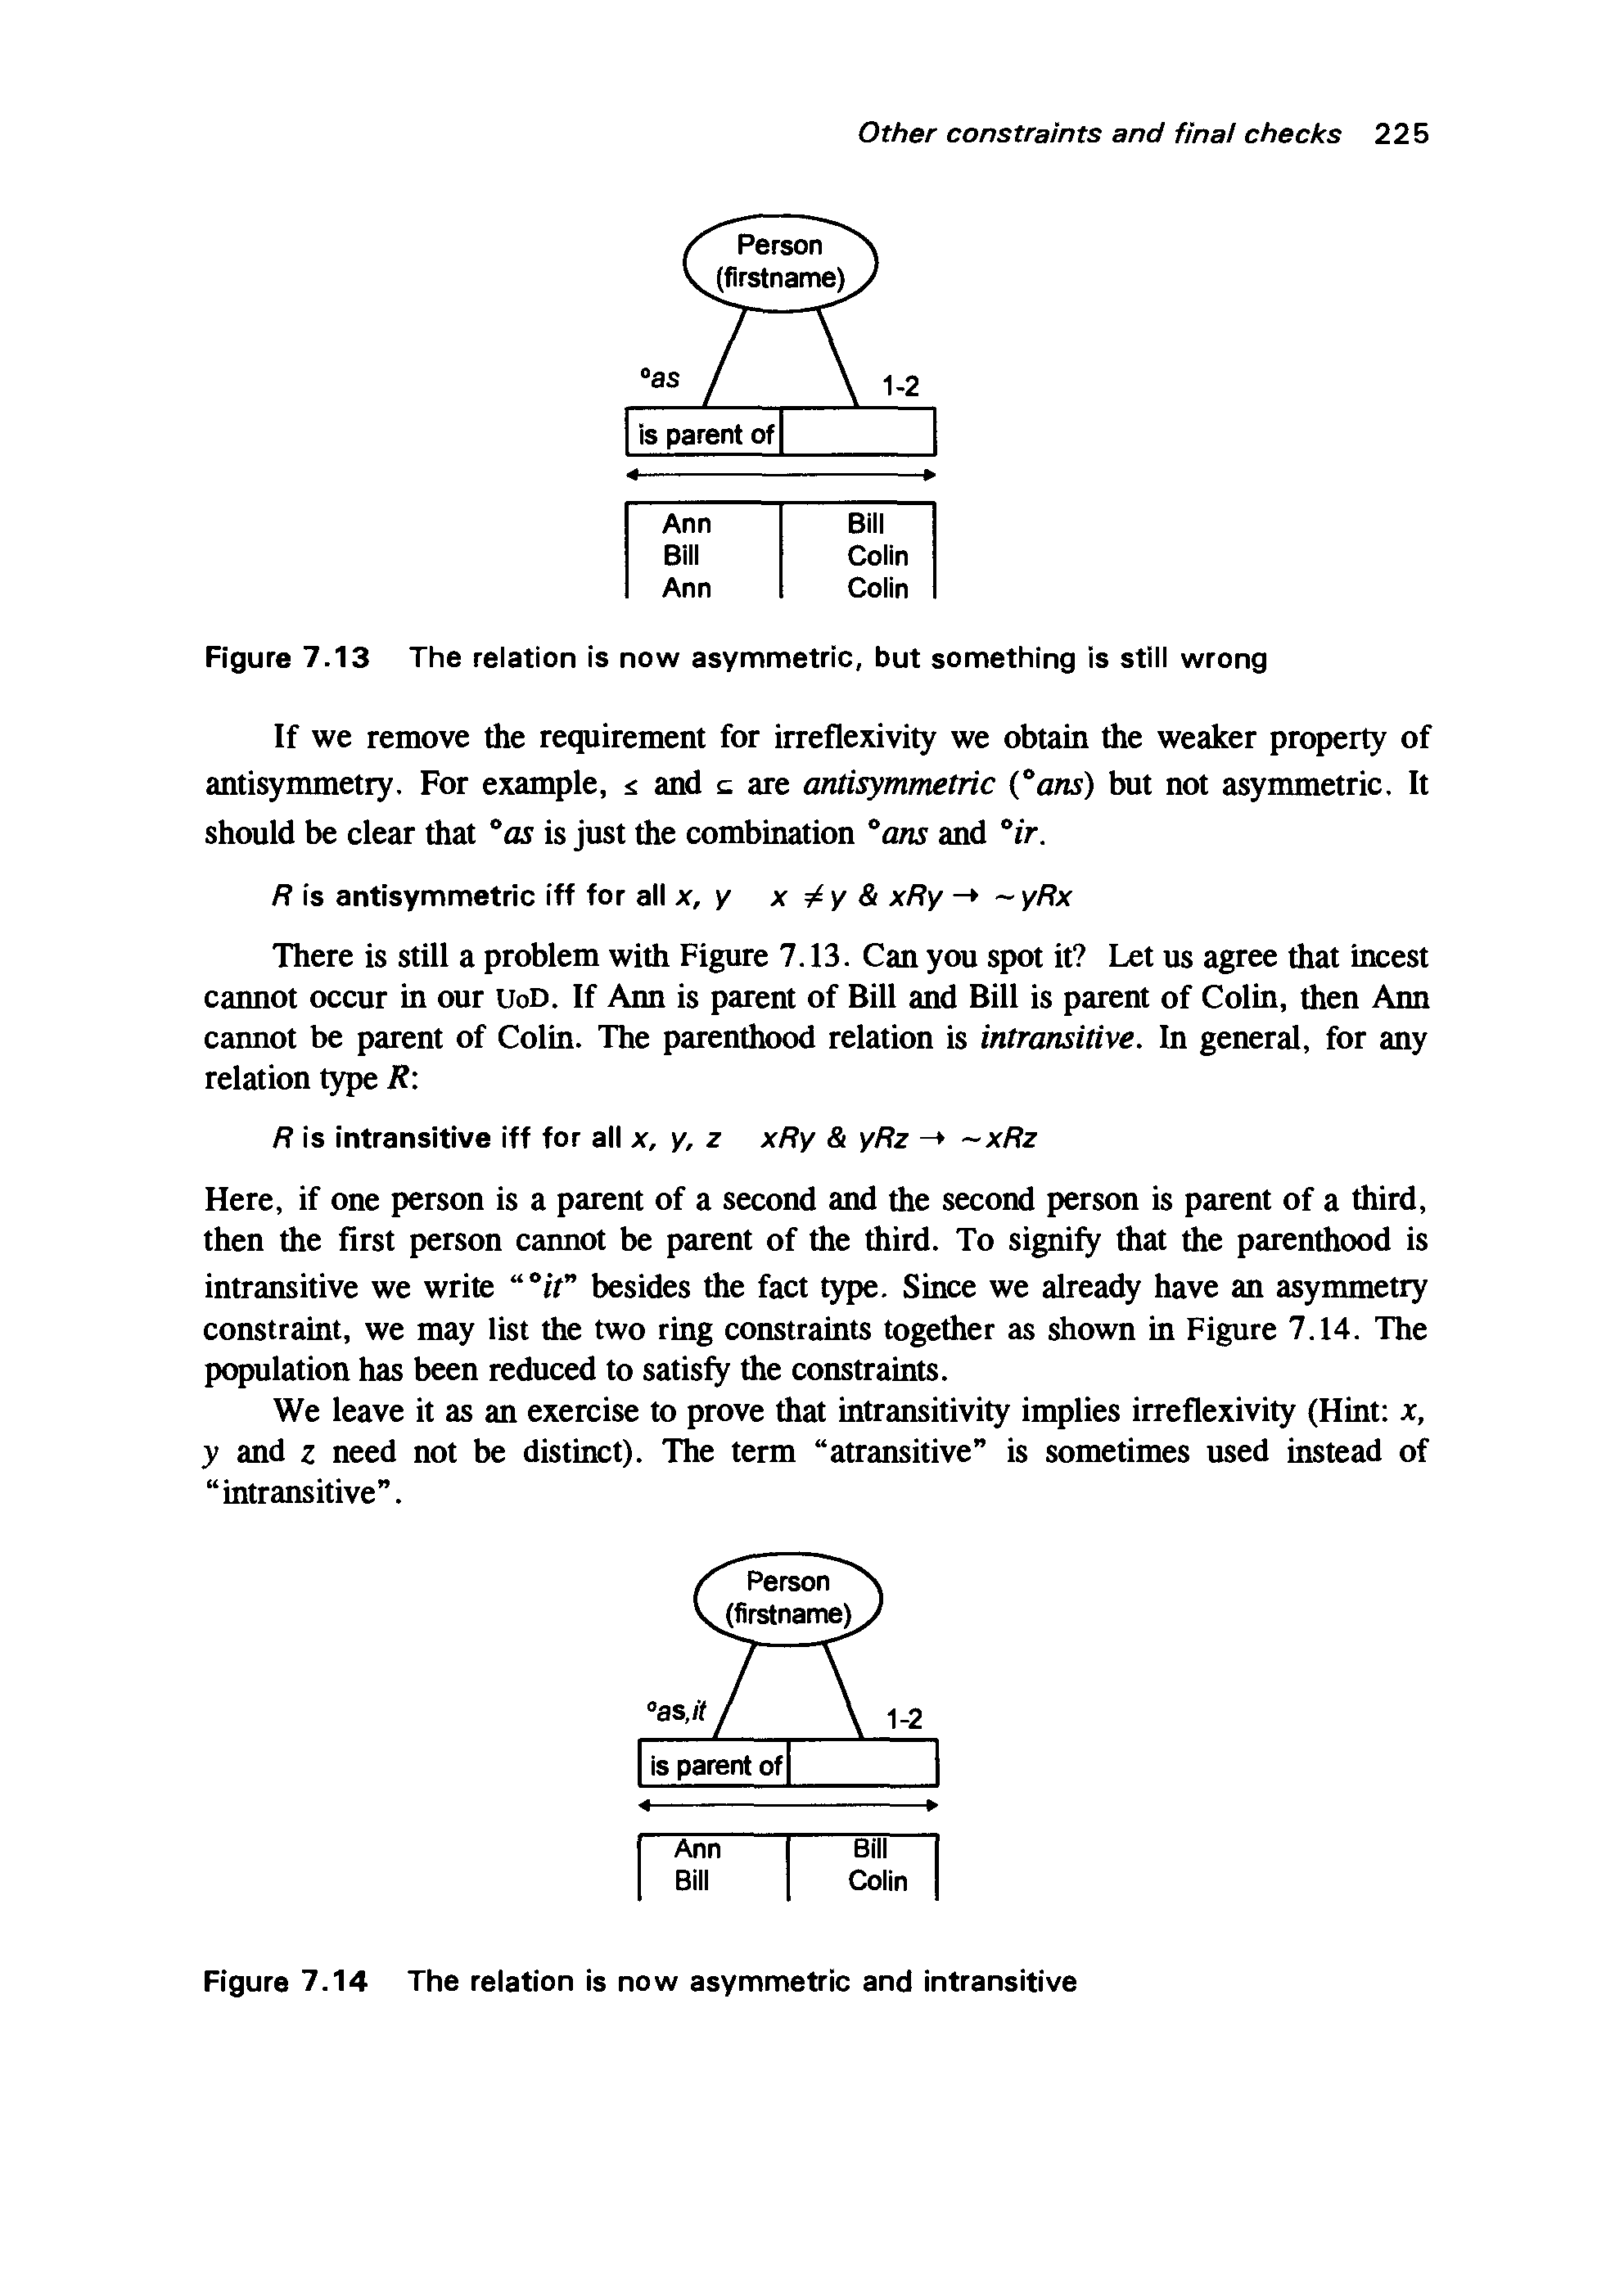 Other constraints and final checks 225
Person
(firstname)
°as
1-2
is parent of
Ann Bill
Bill Colin
Ann Colin
Figure 7.13 The relation is now asymmetric, but something is still wrong
If we remove the requirement for irreflexivity we obtain the weaker property of
antisymmetry. For example, ≤ and ⊆ are antisymmetric (°ans) but not asymmetric. It
should be clear that °as is just the combination °ans and °ir.
R is antisymmetric iff for all x, y x ≠ y & xRy → ~yRx
There is still a problem with Figure 7.13. Can you spot it? Let us agree that incest
cannot occur in our UoD. If Ann is parent of Bill and Bill is parent of Colin, then Ann
cannot be parent of Colin. The parenthood relation is intransitive. In general, for any
relation type R:
R is intransitive iff for all x, y, z xRy & yRz → ~xRz
Here, if one person is a parent of a second and the second person is parent of a third,
then the first person cannot be parent of the third. To signify that the parenthood is
intransitive we write “°it” besides the fact type. Since we already have an asymmetry
constraint, we may list the two ring constraints together as shown in Figure 7.14. The
population has been reduced to satisfy the constraints.
We leave it as an exercise to prove that intransitivity implies irreflexivity (Hint: x,
y and z need not be distinct). The term “atransitive” is sometimes used instead of
“intransitive”.
Person
(firstname)
°as,it
1-2
is parent of
Ann Bill
Bill Colin
Figure 7.14 The relation is now asymmetric and intransitive